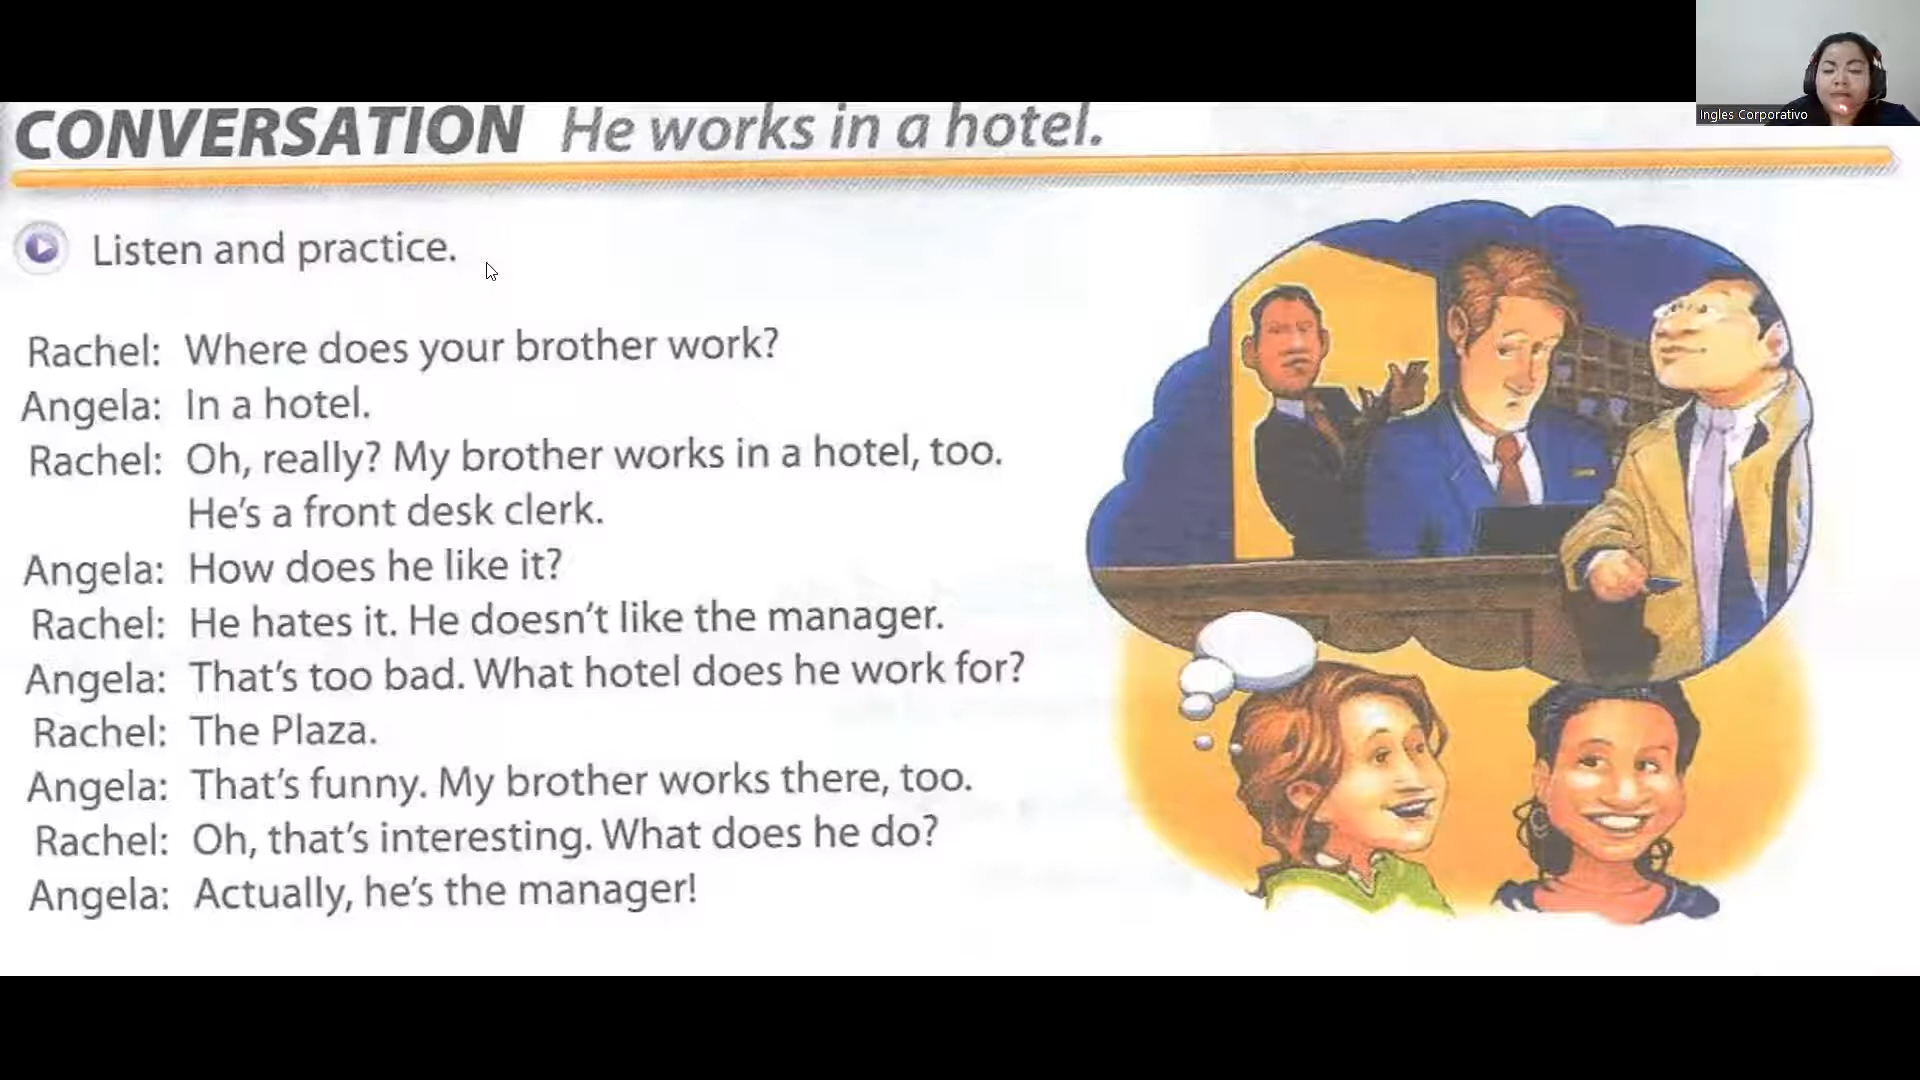 Ingles Corporativo
CONVERSATION He works in a hotel.
Listen and practice.
Rachel: Where does your brother work?
Angela: In a hotel.
Rachel: Oh, really? My brother works in a hotel, too.
He's a front desk clerk.
Angela: How does he like it?
Rachel: He hates it. He doesn't like the manager.
Angela: That's too bad. What hotel does he work for?
Rachel: The Plaza.
Angela: That's funny. My brother works there, too.
Rachel: Oh, that's interesting. What does he do?
Angela: Actually, he's the manager!